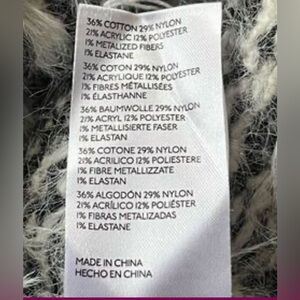 36% COTTON 29% NYLON
21% ACRYLIC 12% POLYESTER
1% METALIZED FIBERS
1% ELASTANE
36% COTON 29% NYLON
21% ACRYLIQUE 12% POLYESTER
1% FIBRES MÉTALLISÉES
1% ÉLASTHANNE
36% BAUMWOLLE 29% NYLON
21% ACRYL 12% POLYESTER
1% METALLISIERTE FASER
1% ELASTAN
36% COTONE 29% NYLON
21% ACRILICO 12% POLIESTERE
1% FIBRE METALLIZZATE
1% ELASTAN
36% ALGODÓN 29% NYLON
21% ACRÍLICO 12% POLIÉSTER
1% FIBRAS METALIZADAS
1% ELASTANE
MADE IN CHINA
HECHO EN CHINA